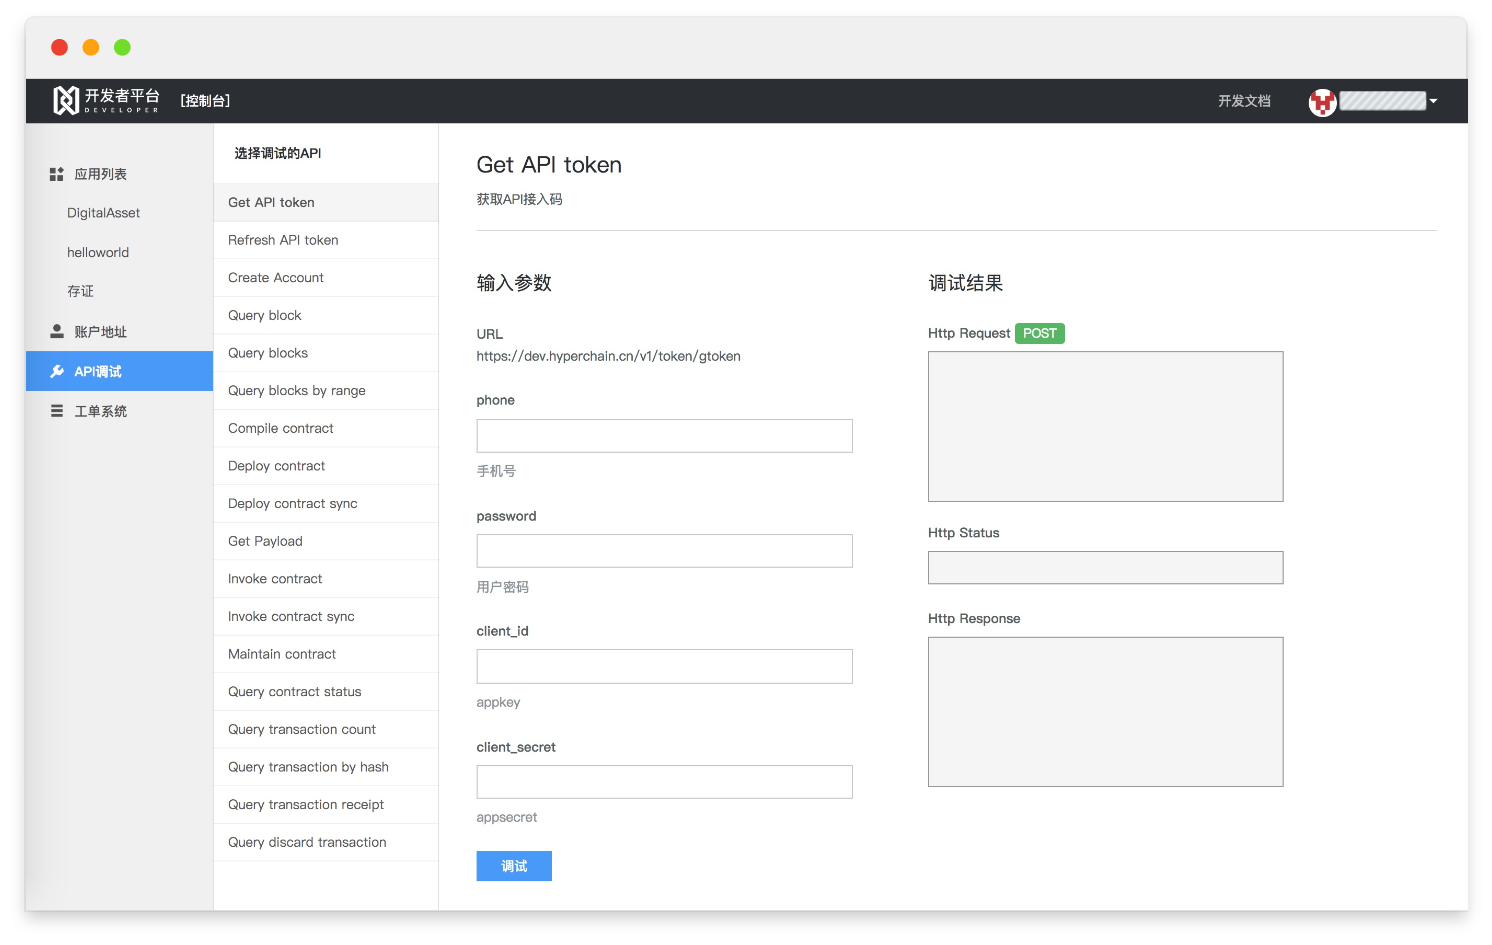 开发者平台
DEVELOPER
[控制台]
开发文档
应用列表
DigitalAsset
helloworld
存证
账户地址
API调试
工单系统
选择调试的API
Get API token
Refresh API token
Create Account
Query block
Query blocks
Query blocks by range
Compile contract
Deploy contract
Deploy contract sync
Get Payload
Invoke contract
Invoke contract sync
Maintain contract
Query contract status
Query transaction count
Query transaction by hash
Query transaction receipt
Query discard transaction
Get API token
获取API接入码
输入参数
URL
https://dev.hyperchain.cn/v1/token/gtoken
phone
手机号
password
用户密码
client_id
appkey
client_secret
appsecret
调试
调试结果
Http Request POST
Http Status
Http Response